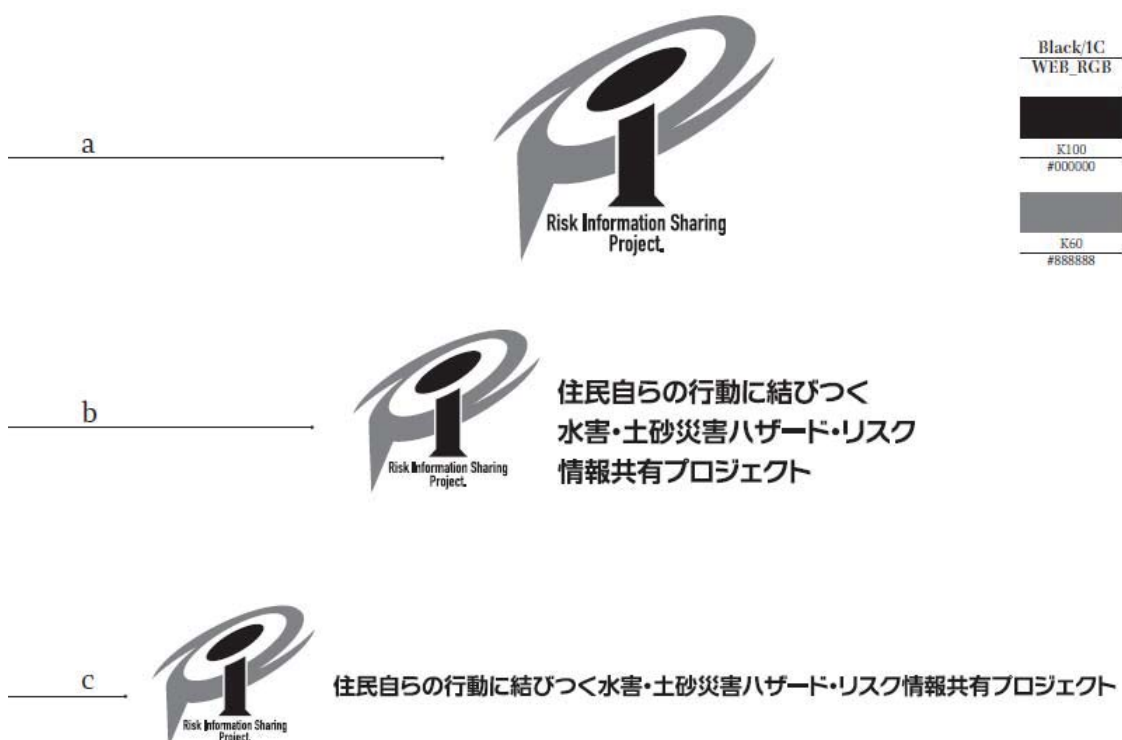 Black/1C
WEB_RGB
K100
#000000
K60
#888888
a
Risk Information Sharing
Project.
b
Risk Information Sharing
Project.
住民自らの行動に結びつく
水害・土砂災害ハザード・リスク
情報共有プロジェクト
c
Risk Information Sharing
Project.
住民自らの行動に結びつく水害・土砂災害ハザード・リスク情報共有プロジェクト